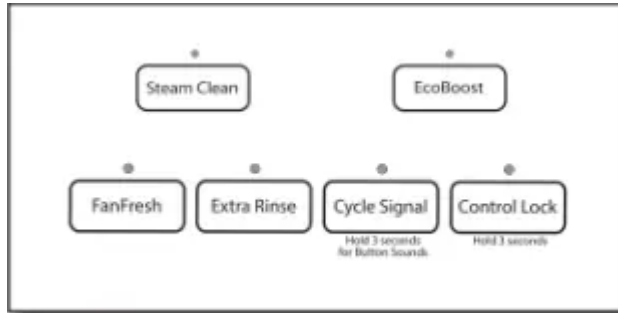 Steam Clean
EcoBoost
FanFresh
Extra Rinse
Cycle Signal
Control Lock
Hold 3 seconds
for Button Sounds
Hold 3 seconds